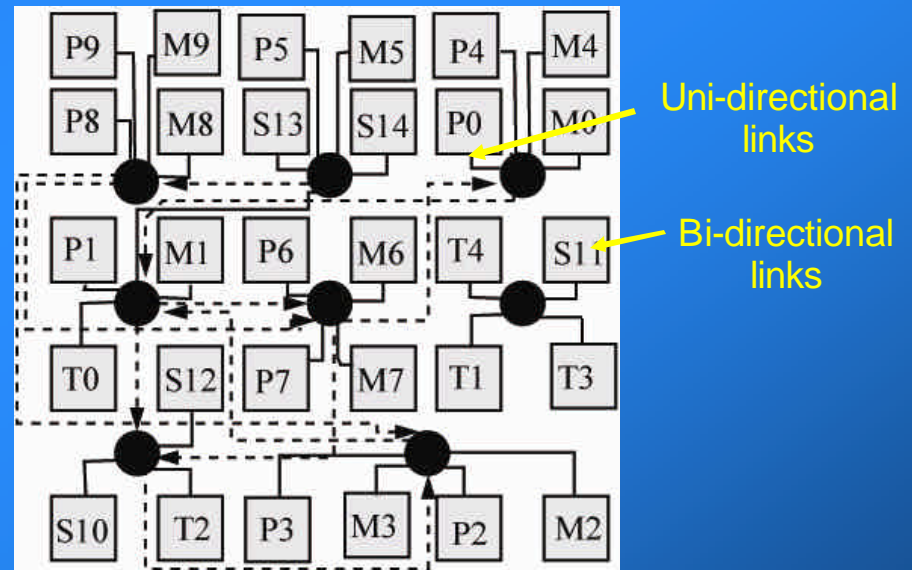 P9 M9 P5 M5 P4 M4
P8 M8 S13 S14 P0 M0
Uni-directional
links
P1 M1 P6 M6 T4 S11
Bi-directional
links
T0 S12 P7 M7 T1 T3
S10 T2 P3 M3 P2 M2